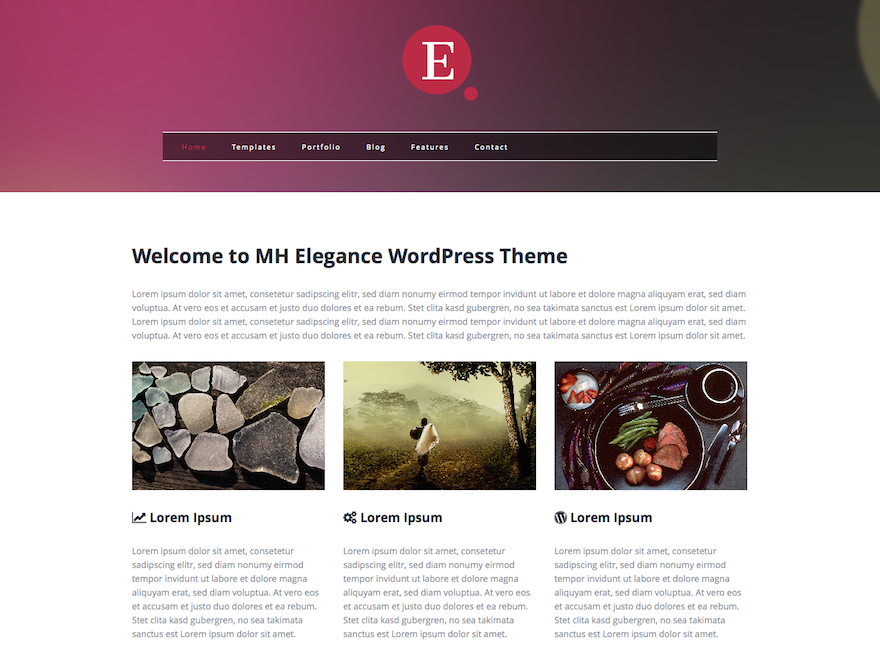 E
Home Templates Portfolio Blog Features Contact
Welcome to MH Elegance WordPress Theme
Lorem ipsum dolor sit amet, consetetur sadipscing elitr, sed diam nonumy eirmod tempor invidunt ut labore et dolore magna aliquyam erat, sed diam
voluptua. At vero eos et accusam et justo duo dolores et ea rebum. Stet clita kasd gubergren, no sea takimata sanctus est Lorem ipsum dolor sit amet.
Lorem ipsum dolor sit amet, consetetur sadipscing elitr, sed diam nonumy eirmod tempor invidunt ut labore et dolore magna aliquyam erat, sed diam
voluptua. At vero eos et accusam et justo duo dolores et ea rebum. Stet clita kasd gubergren, no sea takimata sanctus est Lorem ipsum dolor sit amet.
Lorem Ipsum
Lorem ipsum dolor sit amet, consetetur
sadipscing elitr, sed diam nonumy eirmod
tempor invidunt ut labore et dolore magna
aliquyam erat, sed diam voluptua. At vero eos
et accusam et justo duo dolores et ea rebum.
Stet clita kasd gubergren, no sea takimata
sanctus est Lorem ipsum dolor sit amet.
Lorem Ipsum
Lorem ipsum dolor sit amet, consetetur
sadipscing elitr, sed diam nonumy eirmod
tempor invidunt ut labore et dolore magna
aliquyam erat, sed diam voluptua. At vero eos
et accusam et justo duo dolores et ea rebum.
Stet clita kasd gubergren, no sea takimata
sanctus est Lorem ipsum dolor sit amet.
Lorem Ipsum
Lorem ipsum dolor sit amet, consetetur
sadipscing elitr, sed diam nonumy eirmod
tempor invidunt ut labore et dolore magna
aliquyam erat, sed diam voluptua. At vero eos
et accusam et justo duo dolores et ea rebum.
Stet clita kasd gubergren, no sea takimata
sanctus est Lorem ipsum dolor sit amet.